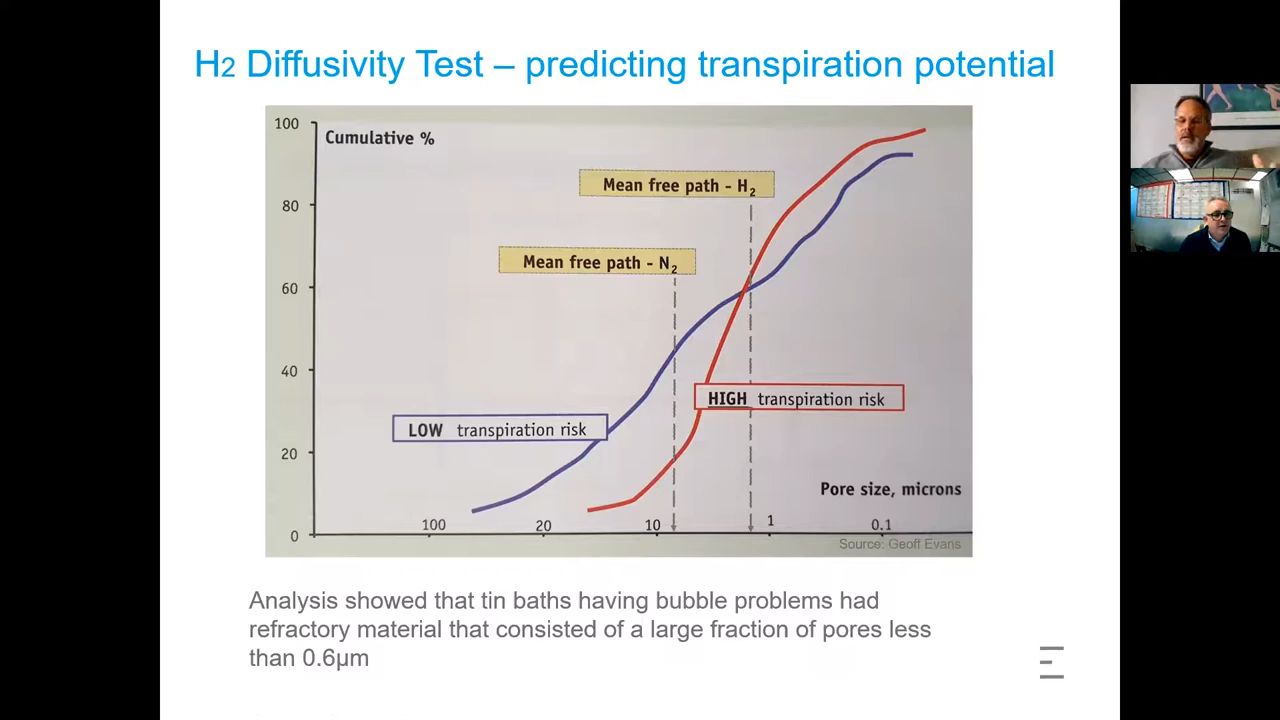 H2 Diffusivity Test – predicting transpiration potential
100
Cumulative %
Mean free path - H2
80
Mean free path - N2
60
40
HIGH transpiration risk
LOW transpiration risk
20
Pore size, microns
100
20
10
1
0.1
0
Source: Geoff Evans
Analysis showed that tin baths having bubble problems had
refractory material that consisted of a large fraction of pores less
than 0.6µm